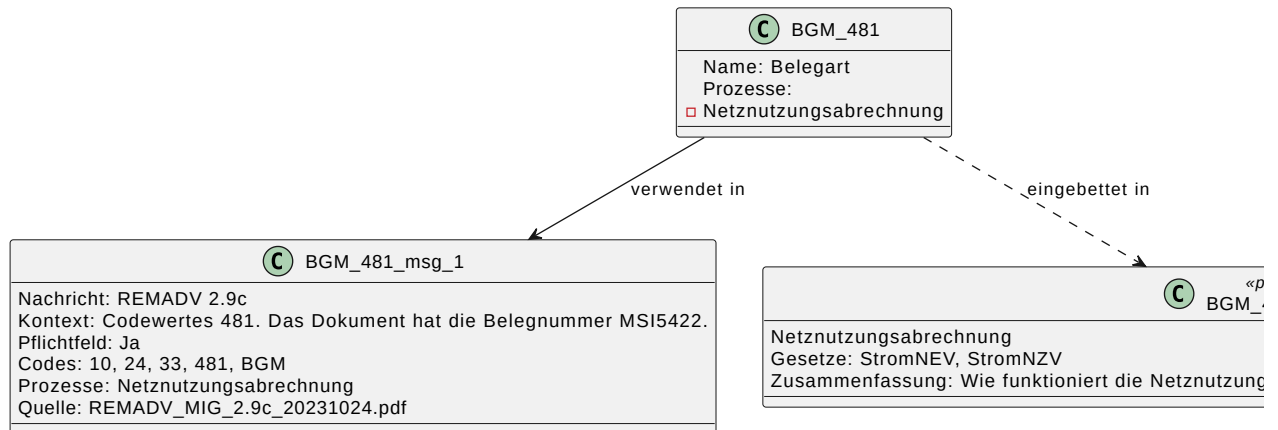 C BGM_481
Name: Belegart
Prozesse:
Netznutzungsabrechnung
verwendet in
eingebettet in
C BGM_481_msg_1
Nachricht: REMADV 2.9c
Kontext: Codewertes 481. Das Dokument hat die Belegnummer MSI5422.
Pflichtfeld: Ja
Codes: 10, 24, 33, 481, BGM
Prozesse: Netznutzungsabrechnung
Quelle: REMADV_MIG_2.9c_20231024.pdf
«p
C BGM_4
Netznutzungsabrechnung
Gesetze: StromNEV, StromNZV
Zusammenfassung: Wie funktioniert die Netznutzung